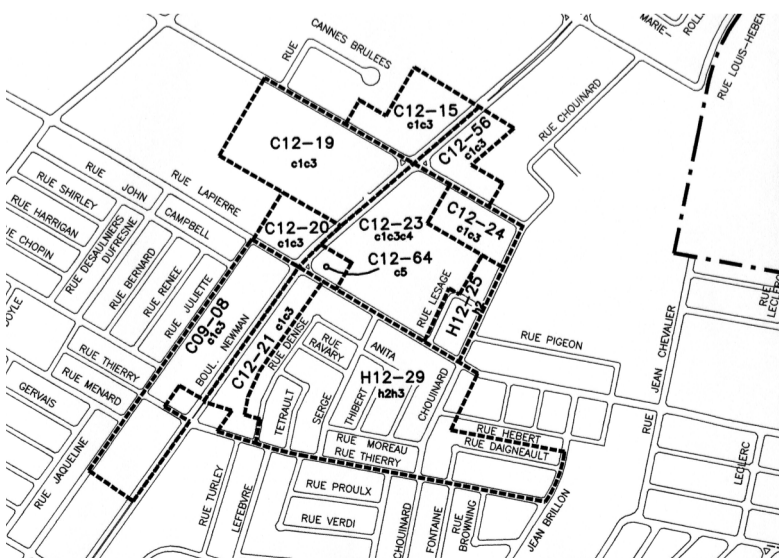 CANNES BRULEES
RUE
MARIE-
ROLL
RUE LOUIS-HEBER
C12-15
c1c3
C12-56
c1c3
RUE CHOUINARD
C12-19
c1c3
RUE LAPIERRE
RUE JOHN
CAMPBELL
RUE SHIRLEY
RUE HARRIGAN
RUE DESAULNIERS
DUFRESNE
RUE BERNARD
RUE RENEE
RUE JULIETTE
C12-20
c1c3
C12-23
c1c3c4
C12-24
c1c3
C12-64
c5
RUE LESAGE
H12-25
h2
RUE LECLERC
C09-08
c1c3
BOUL. NEWMAN
C12-21 c1c3
RUE DENISE
RUE RAVARY
ANITA
RUE PIGEON
JEAN CHEVALIER
RUE
RUE THIERRY
RUE MENARD
GERVAIS
RUE JAQUELINE
H12-29
h2h3
TETRAULT
SERGE
THIBERT
CHOUINARD
RUE HEBERT
RUE DAIGNEAULT
RUE MOREAU
RUE THIERRY
LECLERC
RUE TURLEY
LEFEBVRE
RUE PROULX
RUE VERDI
CHOUINARD
FONTAINE
RUE BROWNING
JEAN BRILLON